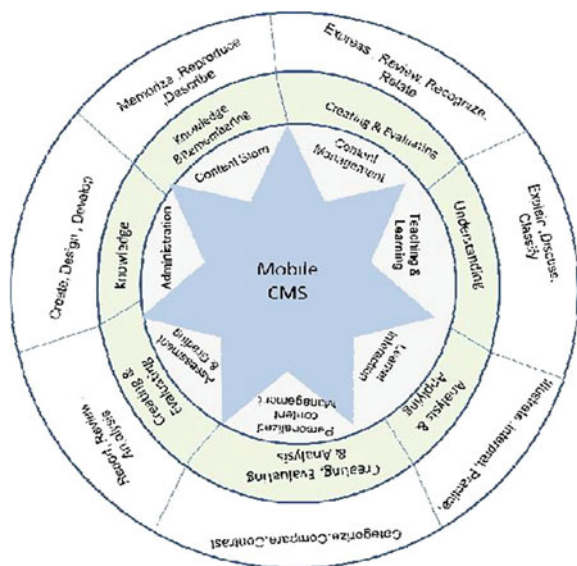 Express , Review, Recognize,
Relate
Explain ,Discuss,
Classify
Illustrate, Interpret, Practice,
Categorize,Compare,Contrast
Report, Review
Analysis
Create, Design , Develop
Memorize ,Reproduce
,Describe
Creating & Evaluating
Understanding
Analysis &
Applying
Creating, Evaluating
& Analysis
Creating &
Evaluating
Knowledge
Knowledge
&Remembering
Content
Management
Teaching &
Learning
Learner
Interaction
Personalized
content
Management
Assessment
& Grading
Administration
Content Store
Mobile
CMS